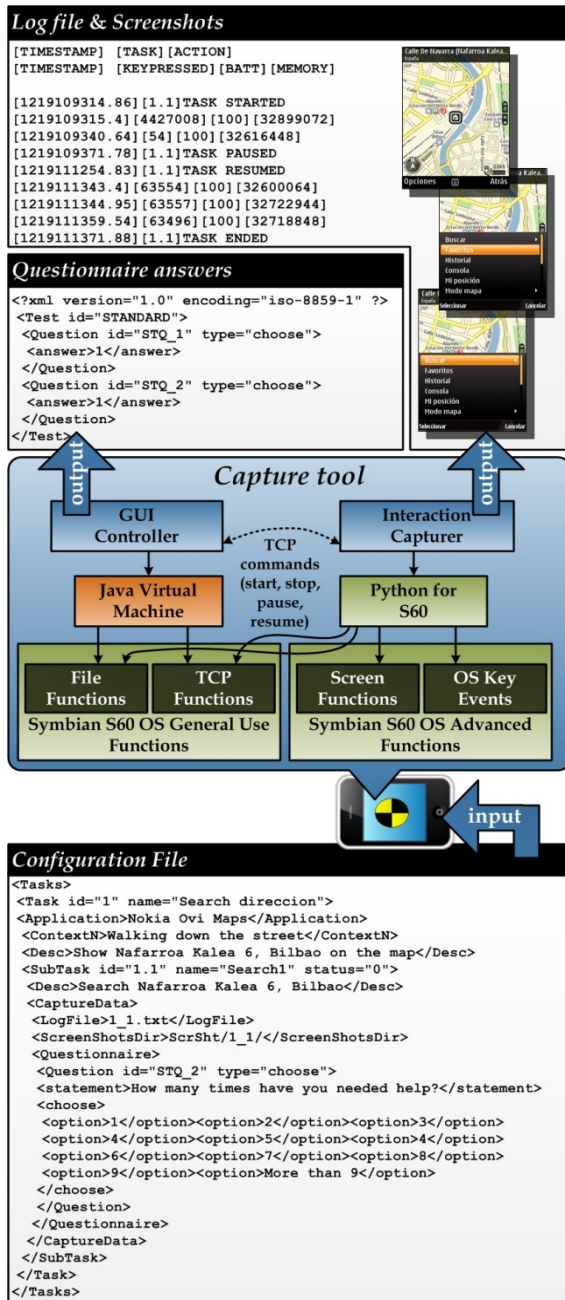 Log file & Screenshots
[TIMESTAMP] [TASK][ACTION]
[TIMESTAMP] [KEYPRESSED][BATT][MEMORY]
[1219109314.86][1.1]TASK STARTED
[1219109315.4][4427008][100][32899072]
[1219109340.64][54][100][32616448]
[1219109371.78][1.1]TASK PAUSED
[1219111254.83][1.1]TASK RESUMED
[1219111343.4][63554][100][32600064]
[1219111344.95][63557][100][32722944]
[1219111359.54][63496][100][32718848]
[1219111371.88][1.1]TASK ENDED
Calle De Navarra (Nafarroa Kalea...
España
Opciones
Atrás
Kalea...
Buscar
Favoritos
Historial
Consola
Mi posición
Modo mapa
Seleccionar
Cancelar
Calle De
España
Buscar
Favoritos
Historial
Consola
Mi posición
Modo mapa
Seleccionar
Cancelar
Questionnaire answers
<?xml version="1.0" encoding="iso-8859-1" ?>
<Test id="STANDARD">
<Question id="STQ_1" type="choose">
<answer>1</answer>
</Question>
<Question id="STQ_2" type="choose">
<answer>1</answer>
</Question>
</Test>
output
output
Capture tool
GUI
Controller
Interaction
Capturer
TCP
commands
(start, stop,
pause,
resume)
Java Virtual
Machine
Python for
S60
File
Functions
TCP
Functions
Screen
Functions
OS Key
Events
Symbian S60 OS General Use
Functions
Symbian S60 OS Advanced
Functions
input
Configuration File
<Tasks>
<Task id="1" name="Search direccion">
<Application>Nokia Ovi Maps</Application>
<ContextN>Walking down the street</ContextN>
<Desc>Show Nafarroa Kalea 6, Bilbao on the map</Desc>
<SubTask id="1.1" name="Search1" status="0">
<Desc>Search Nafarroa Kalea 6, Bilbao</Desc>
<CaptureData>
<LogFile>1_1.txt</LogFile>
<ScreenShotsDir>ScrSht/1_1/</ScreenShotsDir>
<Questionnaire>
<Question id="STQ_2" type="choose">
<statement>How many times have you needed help?</statement>
<choose>
<option>1</option><option>2</option><option>3</option>
<option>4</option><option>5</option><option>4</option>
<option>6</option><option>7</option><option>8</option>
<option>9</option><option>More than 9</option>
</choose>
</Question>
</Questionnaire>
</CaptureData>
</SubTask>
</Task>
</Tasks>